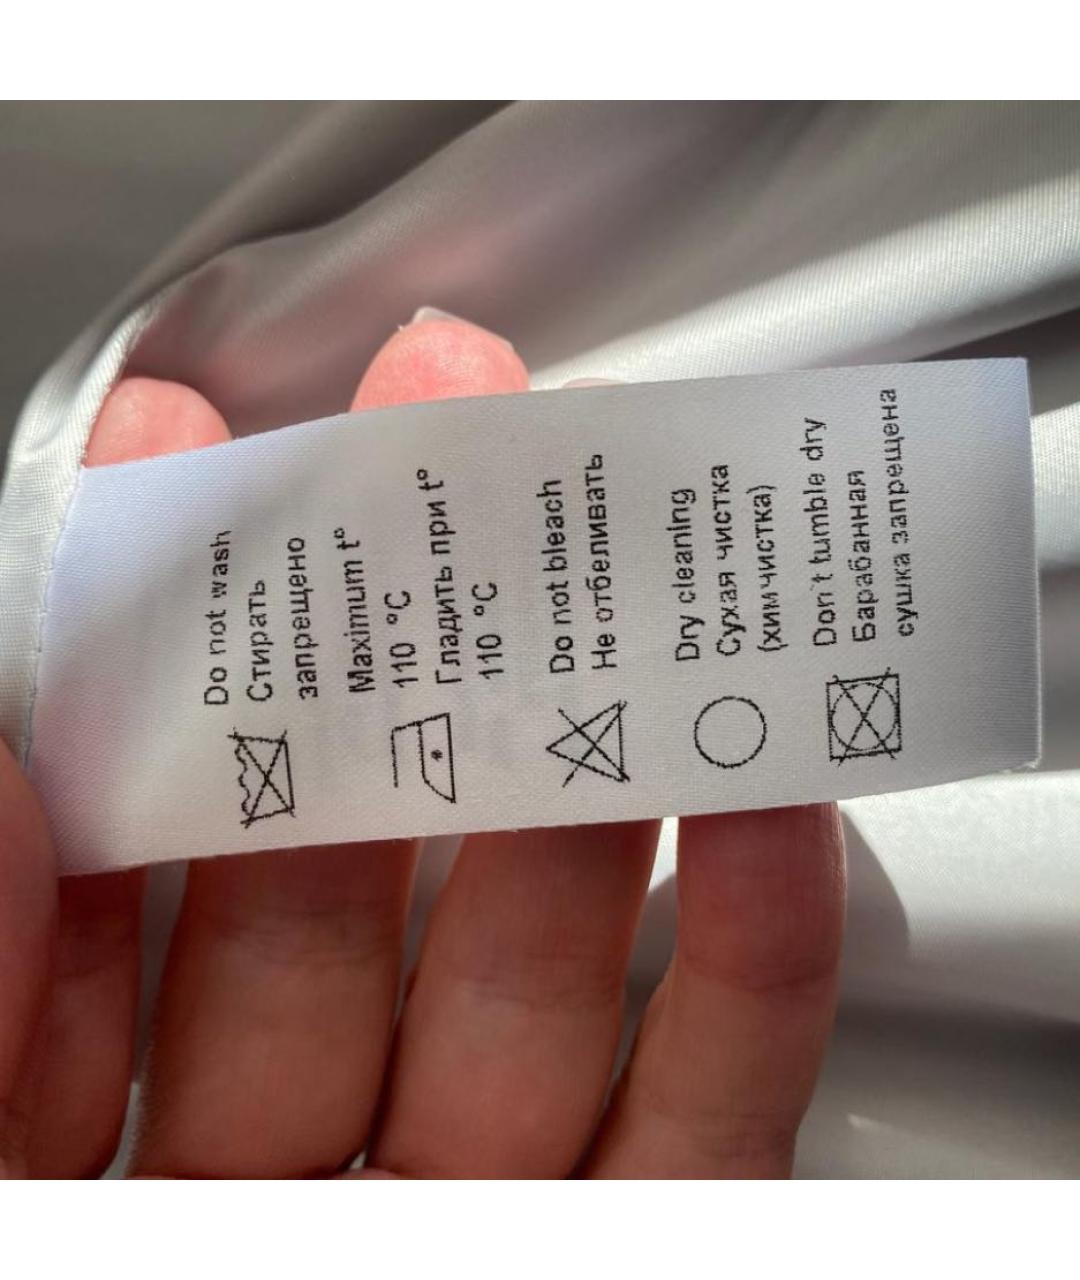 Do not wash
Стирать
запрещено
Maximum t°
110 °C
Гладить при t°
110 °C
Do not bleach
Не отбеливать
Dry cleaning
Сухая чистка
(химчистка)
Don`t tumble dry
Барабанная
сушка запрещена